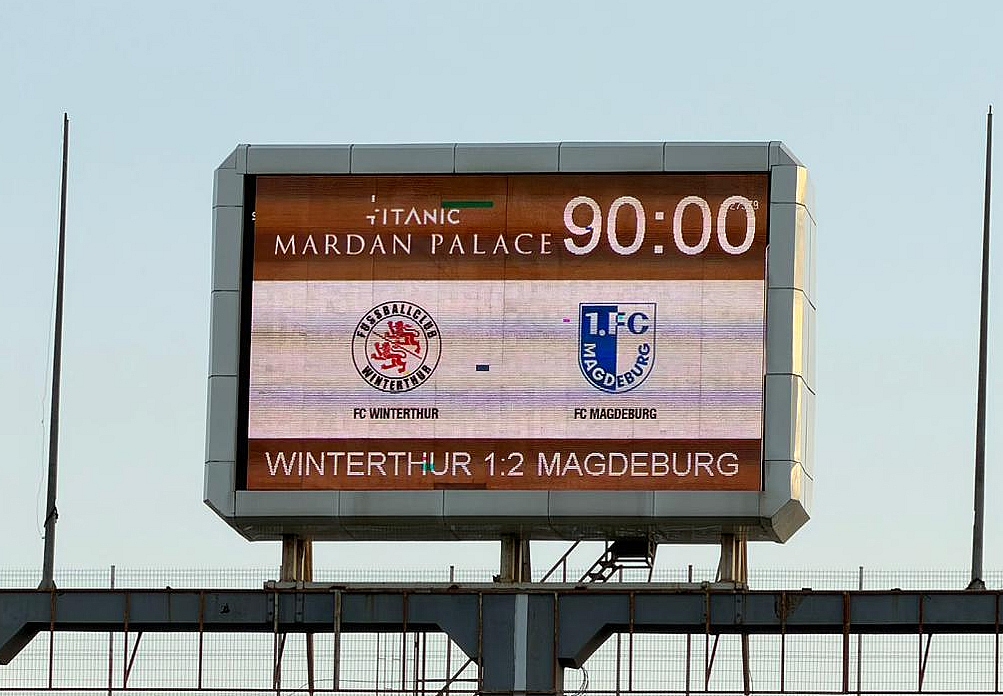 TITANIC
MARDAN PALACE
90:00
FUSSBALLCLUB
WINTERTHUR
1.FC
MAGDEBURG
FC WINTERTHUR
-
FC MAGDEBURG
WINTERTHUR 1:2 MAGDEBURG